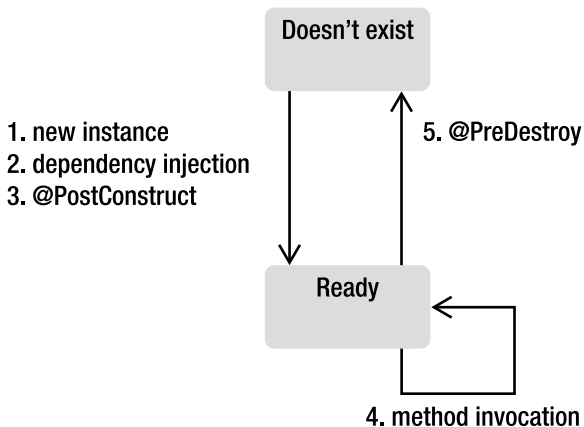 Doesn't exist
1. new instance
2. dependency injection
3. @PostConstruct
5. @PreDestroy
Ready
4. method invocation